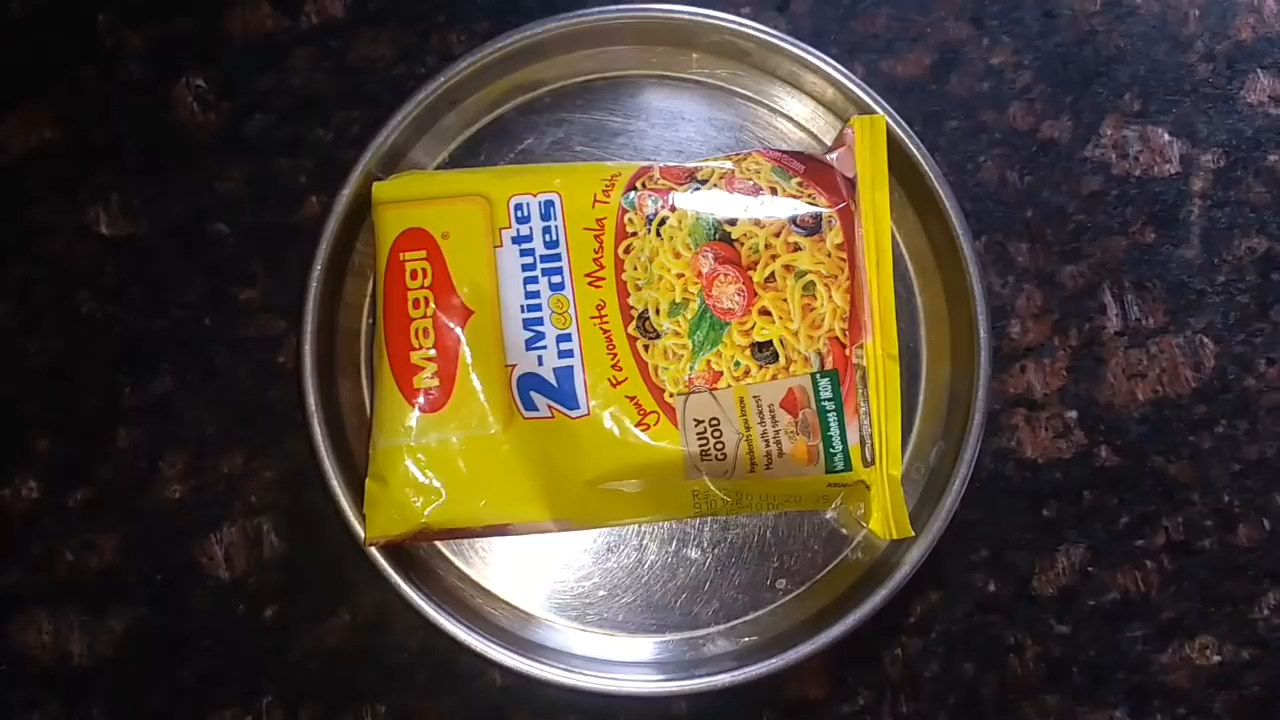 Maggi
®
2-Minute
noodles
Your Favourite Masala Taste
TRULY
GOOD
Ingredients you know
Made with choicest
quality spices
With Goodness of IRON